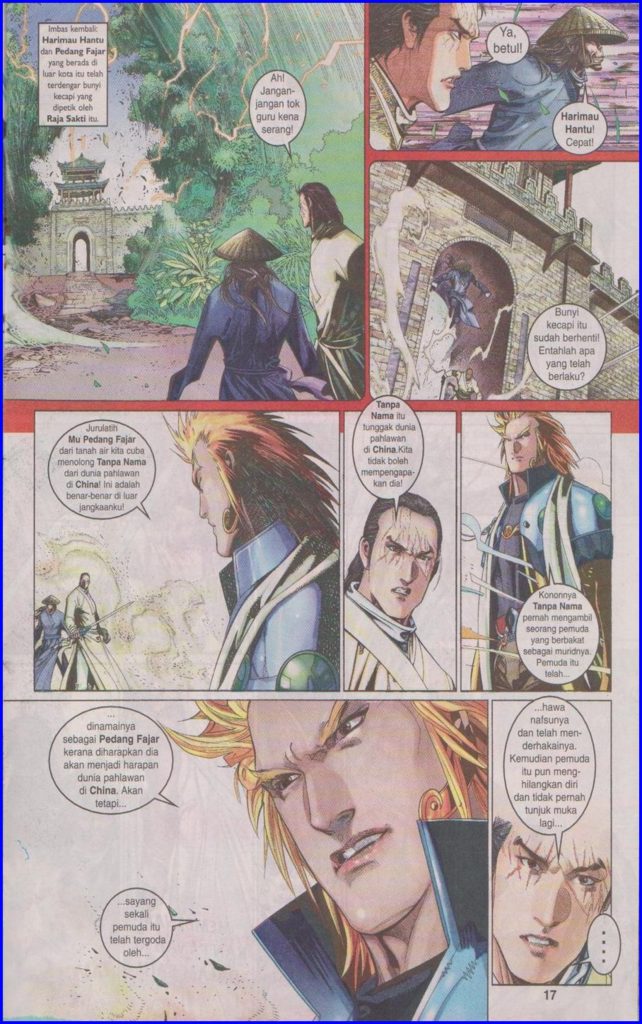 Imbas kembali:
Harimau Hantu
dan Pedang Fajar
yang berada di
luar kota itu telah
terdengar bunyi
kecapi yang
dipetik oleh
Raja Sakti itu.
Ah!
Jangan-
jangan tok
guru kena
serang!
Ya,
betul!
Harimau
Hantu!
Cepat!
Bunyi
kecapi itu
sudah berhenti!
Entahlah apa
yang telah
berlaku?
Jurulatih
Mu Pedang Fajar
dari tanah air kita cuba
menolong Tanpa Nama
dari dunia pahlawan
di China! Ini adalah
benar-benar di luar
jangkaanku!
Tanpa
Nama itu
tunggak dunia
pahlawan
di China.Kita
tidak boleh
mempengapa-
kan dia!
Kononnya
Tanpa Nama
pernah mengambil
seorang pemuda
yang berbakat
sebagai muridnya.
Pemuda itu
telah...
...
dinamainya
sebagai Pedang Fajar
kerana diharapkan dia
akan menjadi harapan
dunia pahlawan
di China. Akan
tetapi...
...sayang
sekali
pemuda itu
telah tergoda
oleh...
...hawa
nafsunya
dan telah men-
derhakainya.
Kemudian pemuda
itu pun meng-
hilangkan diri
dan tidak pernah
tunjuk muka
lagi...
....
17